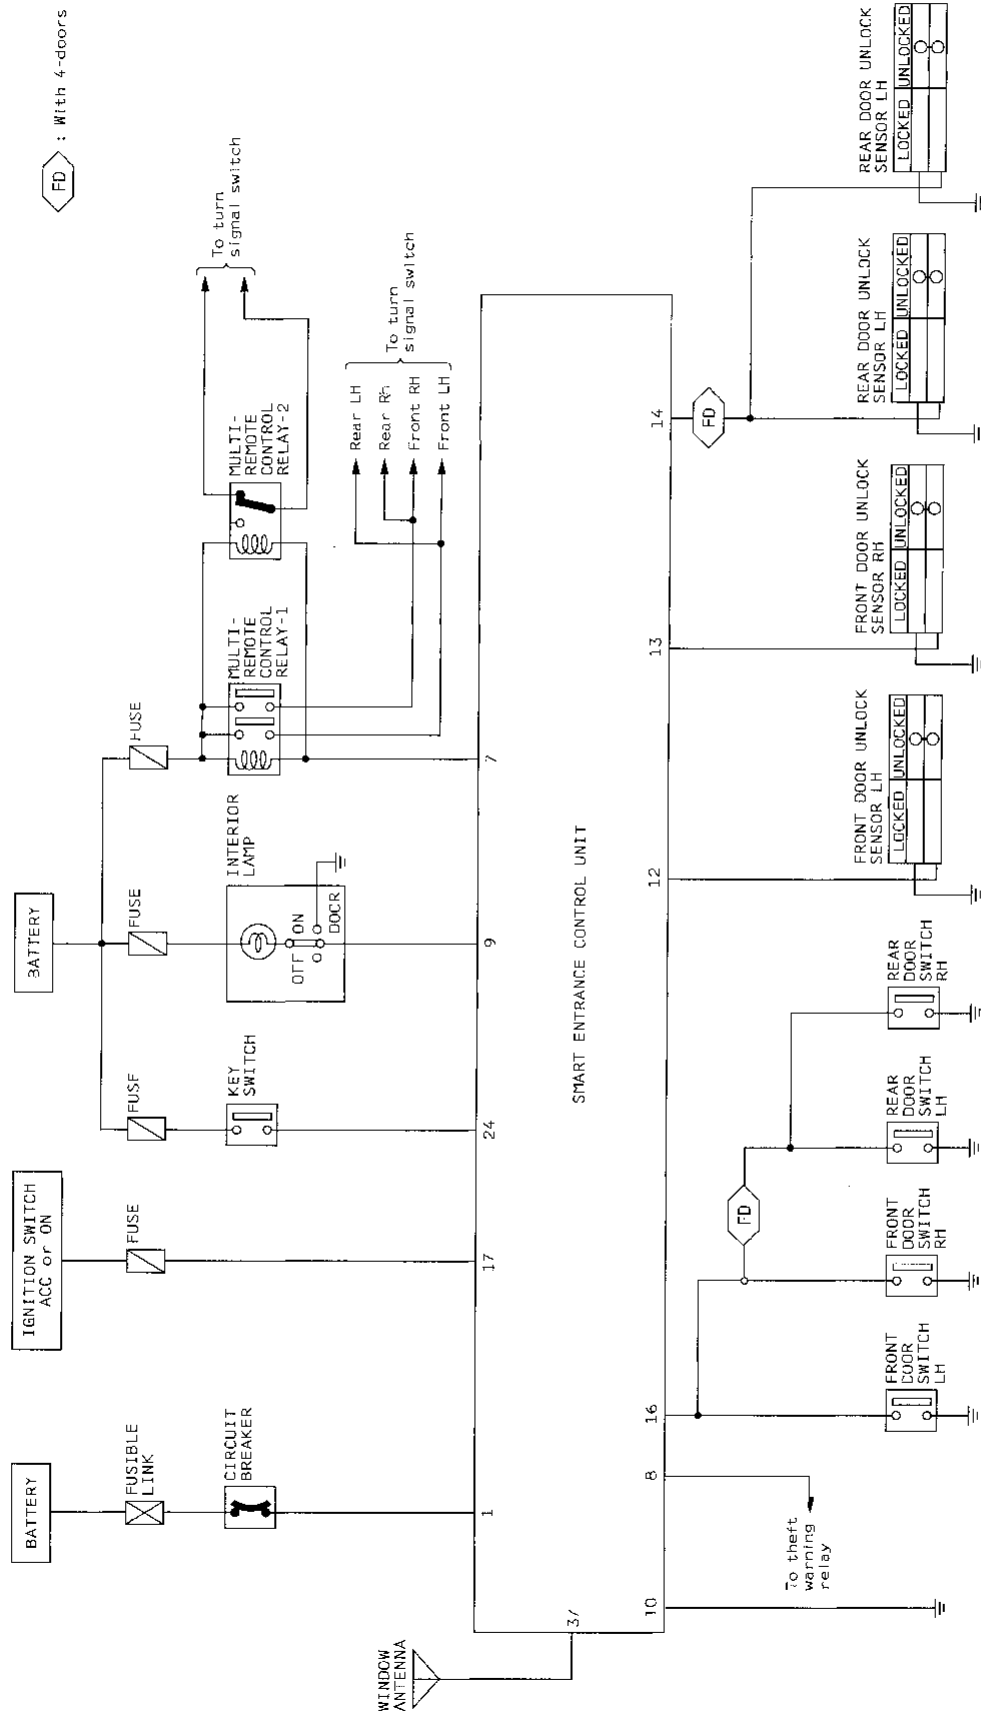 FD : With 4-doors
BATTERY
FUSIBLE
LINK
CIRCUIT
BREAKER
IGNITION SWITCH
ACC or ON
FUSE
BATTERY
FUSF
KEY
SWITCH
FUSE
INTERIOR
LAMP
OFF
ON
DOCR
FUSE
MULTI-
REMOTE
CONTROL
RELAY-1
MULTI-
REMOTE
CONTROL
RELAY-2
To turn
signal switch
Rear LH
Rear Rh
Front RH
Front LH
To turn
signal switch
WINDOW
ANTENNA
1
17
24
9
7
3/
SMART ENTRANCE CONTROL UNIT
10
8
16
12
13
14
To theft
warning
relay
FD
FD
FRONT
DOOR
SWITCH
LH
FRONT
DOOR
SWITCH
RH
REAR
DOOR
SWITCH
LH
REAR
DOOR
SWITCH
RH
FRONT DOOR UNLOCK
SENSOR LH
LOCKED UNLOCKED
FRONT DOOR UNLOCK
SENSOR RH
LOCKED UNLOCKED
REAR DOOR UNLOCK
SENSOR LH
LOCKED UNLOCKED
REAR DOOR UNLOCK
SENSOR LH
LOCKED UNLOCKED